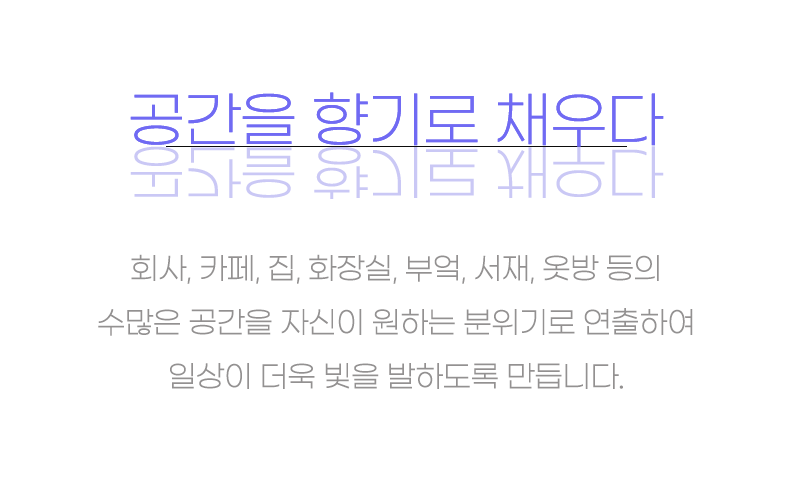 공간을 향기로 채우다
회사, 카페, 집, 화장실, 부엌, 서재, 옷방 등의
수많은 공간을 자신이 원하는 분위기로 연출하여
일상이 더욱 빛을 발하도록 만듭니다.